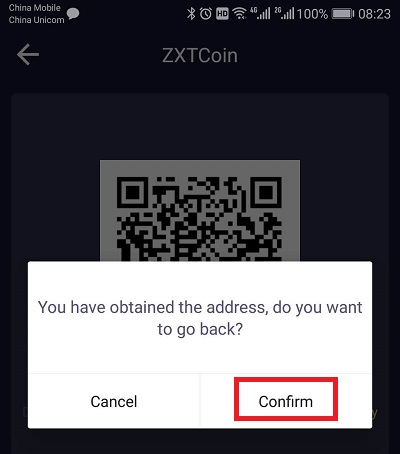 China Mobile
China Unicom
HD 4G 2G 100% 08:23
ZXTCoin
You have obtained the address, do you want
to go back?
Cancel Confirm
y